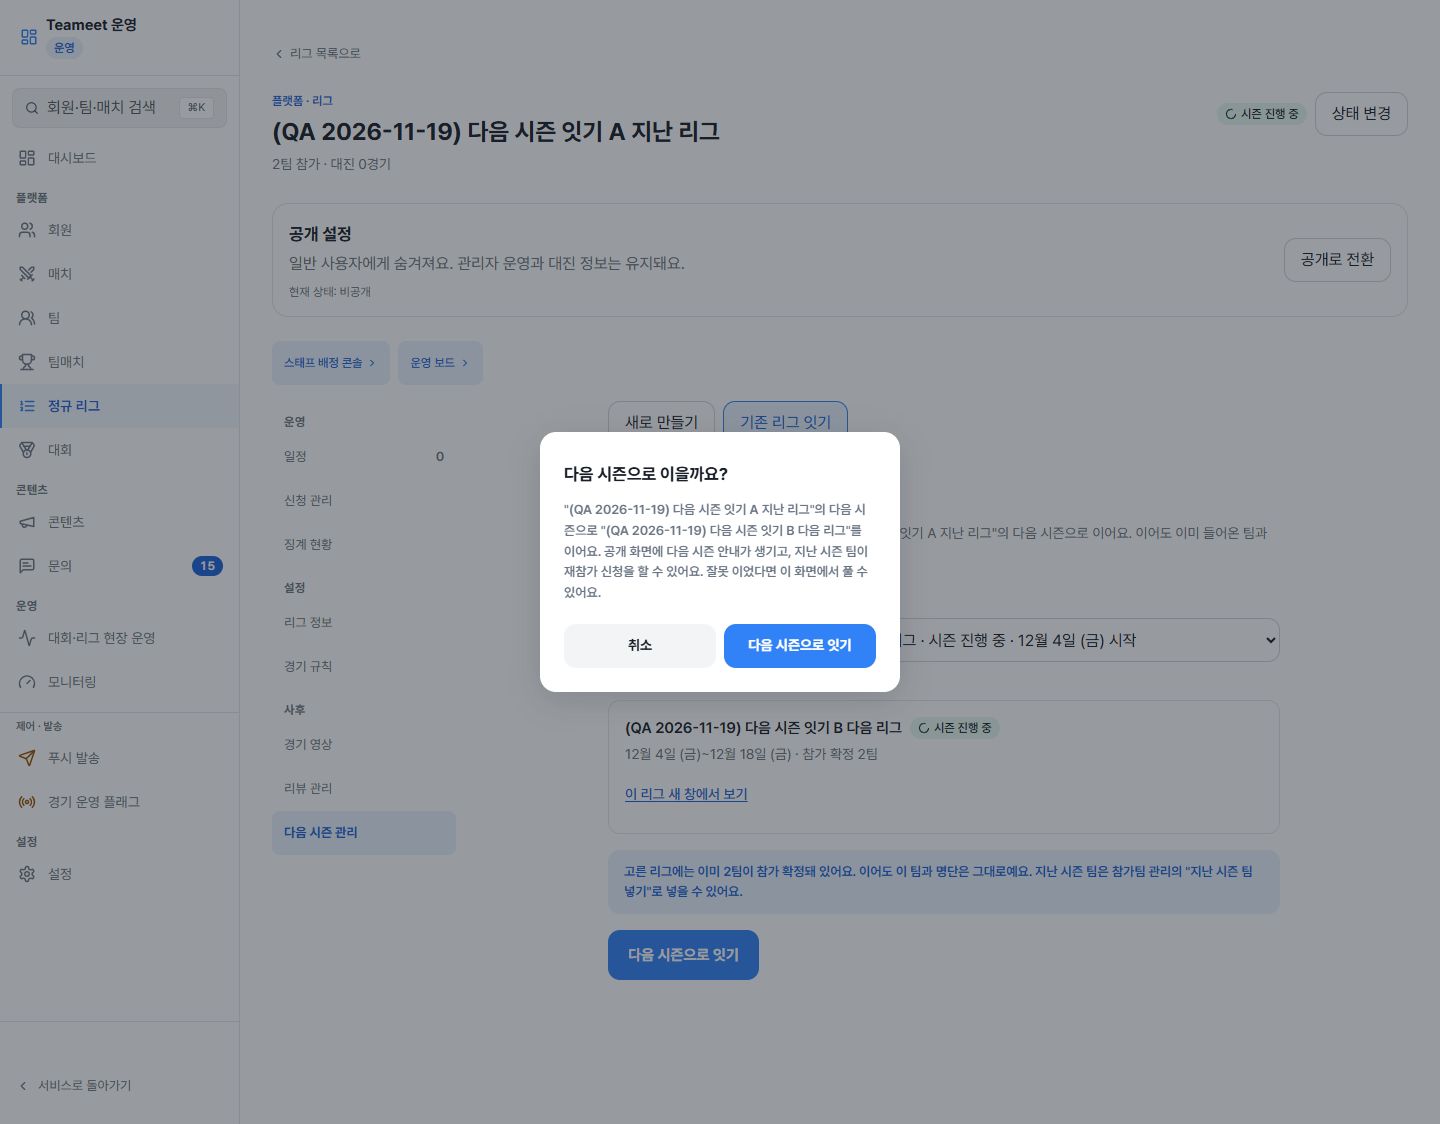 Teameet 운영
운영
회원·팀·매치 검색
⌘K
대시보드
플랫폼
회원
매치
팀
팀매치
정규 리그
대회
콘텐츠
콘텐츠
문의
15
운영
대회·리그 현장 운영
모니터링
제어 · 발송
푸시 발송
경기 운영 플래그
설정
설정
서비스로 돌아가기
리그 목록으로
플랫폼 · 리그
(QA 2026-11-19) 다음 시즌 잇기 A 지난 리그
2팀 참가 · 대진 0경기
시즌 진행 중
상태 변경
공개 설정
일반 사용자에게 숨겨져요. 관리자 운영과 대진 정보는 유지돼요.
현재 상태: 비공개
공개로 전환
스태프 배정 콘솔
운영 보드
운영
일정
0
신청 관리
징계 현황
설정
리그 정보
경기 규칙
사후
경기 영상
리뷰 관리
다음 시즌 관리
새로 만들기
기존 리그 잇기
잇기 A 지난 리그"의 다음 시즌으로 이어요. 이어도 이미 들어온 팀과
리그 · 시즌 진행 중 · 12월 4일 (금) 시작
다음 시즌으로 이을까요?
"(QA 2026-11-19) 다음 시즌 잇기 A 지난 리그"의 다음 시
즌으로 "(QA 2026-11-19) 다음 시즌 잇기 B 다음 리그"를
이어요. 공개 화면에 다음 시즌 안내가 생기고, 지난 시즌 팀이
재참가 신청을 할 수 있어요. 잘못 이었다면 이 화면에서 풀 수
있어요.
취소
다음 시즌으로 잇기
(QA 2026-11-19) 다음 시즌 잇기 B 다음 리그
시즌 진행 중
12월 4일 (금)~12월 18일 (금) · 참가 확정 2팀
이 리그 새 창에서 보기
고른 리그에는 이미 2팀이 참가 확정돼 있어요. 이어도 이 팀과 명단은 그대로예요. 지난 시즌 팀은 참가팀 관리의 "지난 시즌 팀
넣기"로 넣을 수 있어요.
다음 시즌으로 잇기